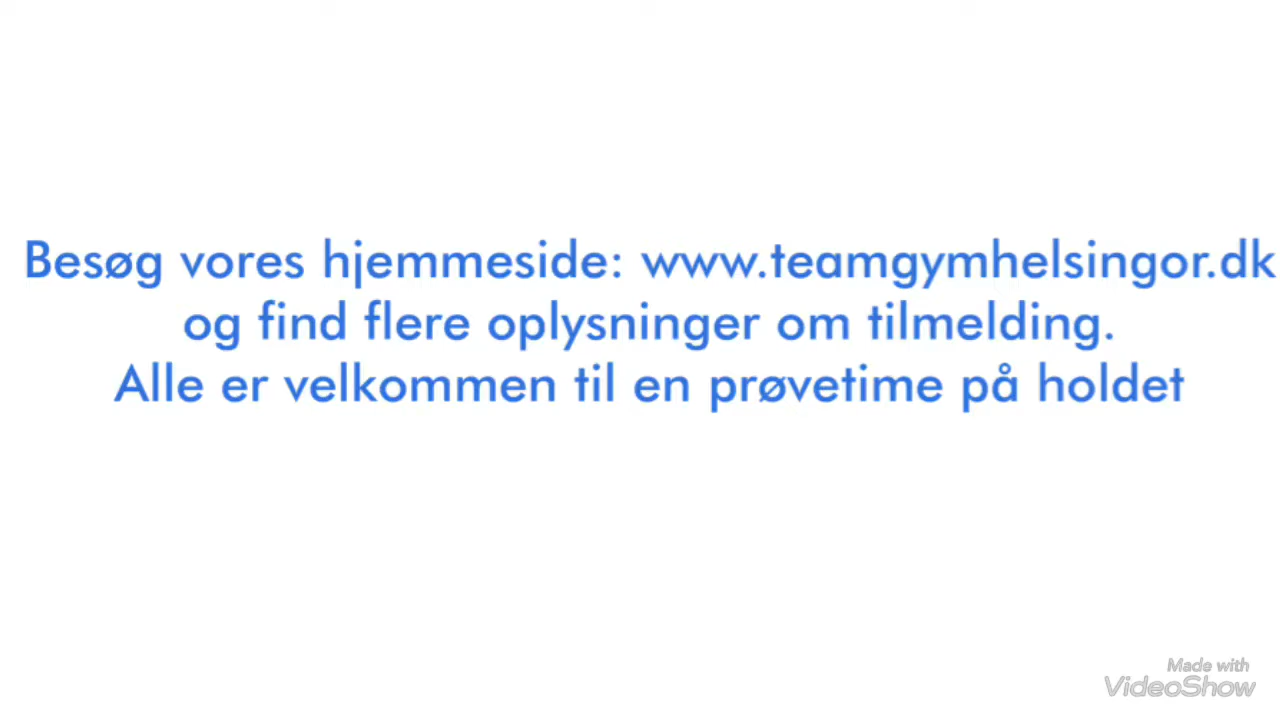 Besøg vores hjemmeside: www.teamgymhelsingor.dk
og find flere oplysninger om tilmelding.
Alle er velkommen til en prøvetime på holdet
Made with
VideoShow